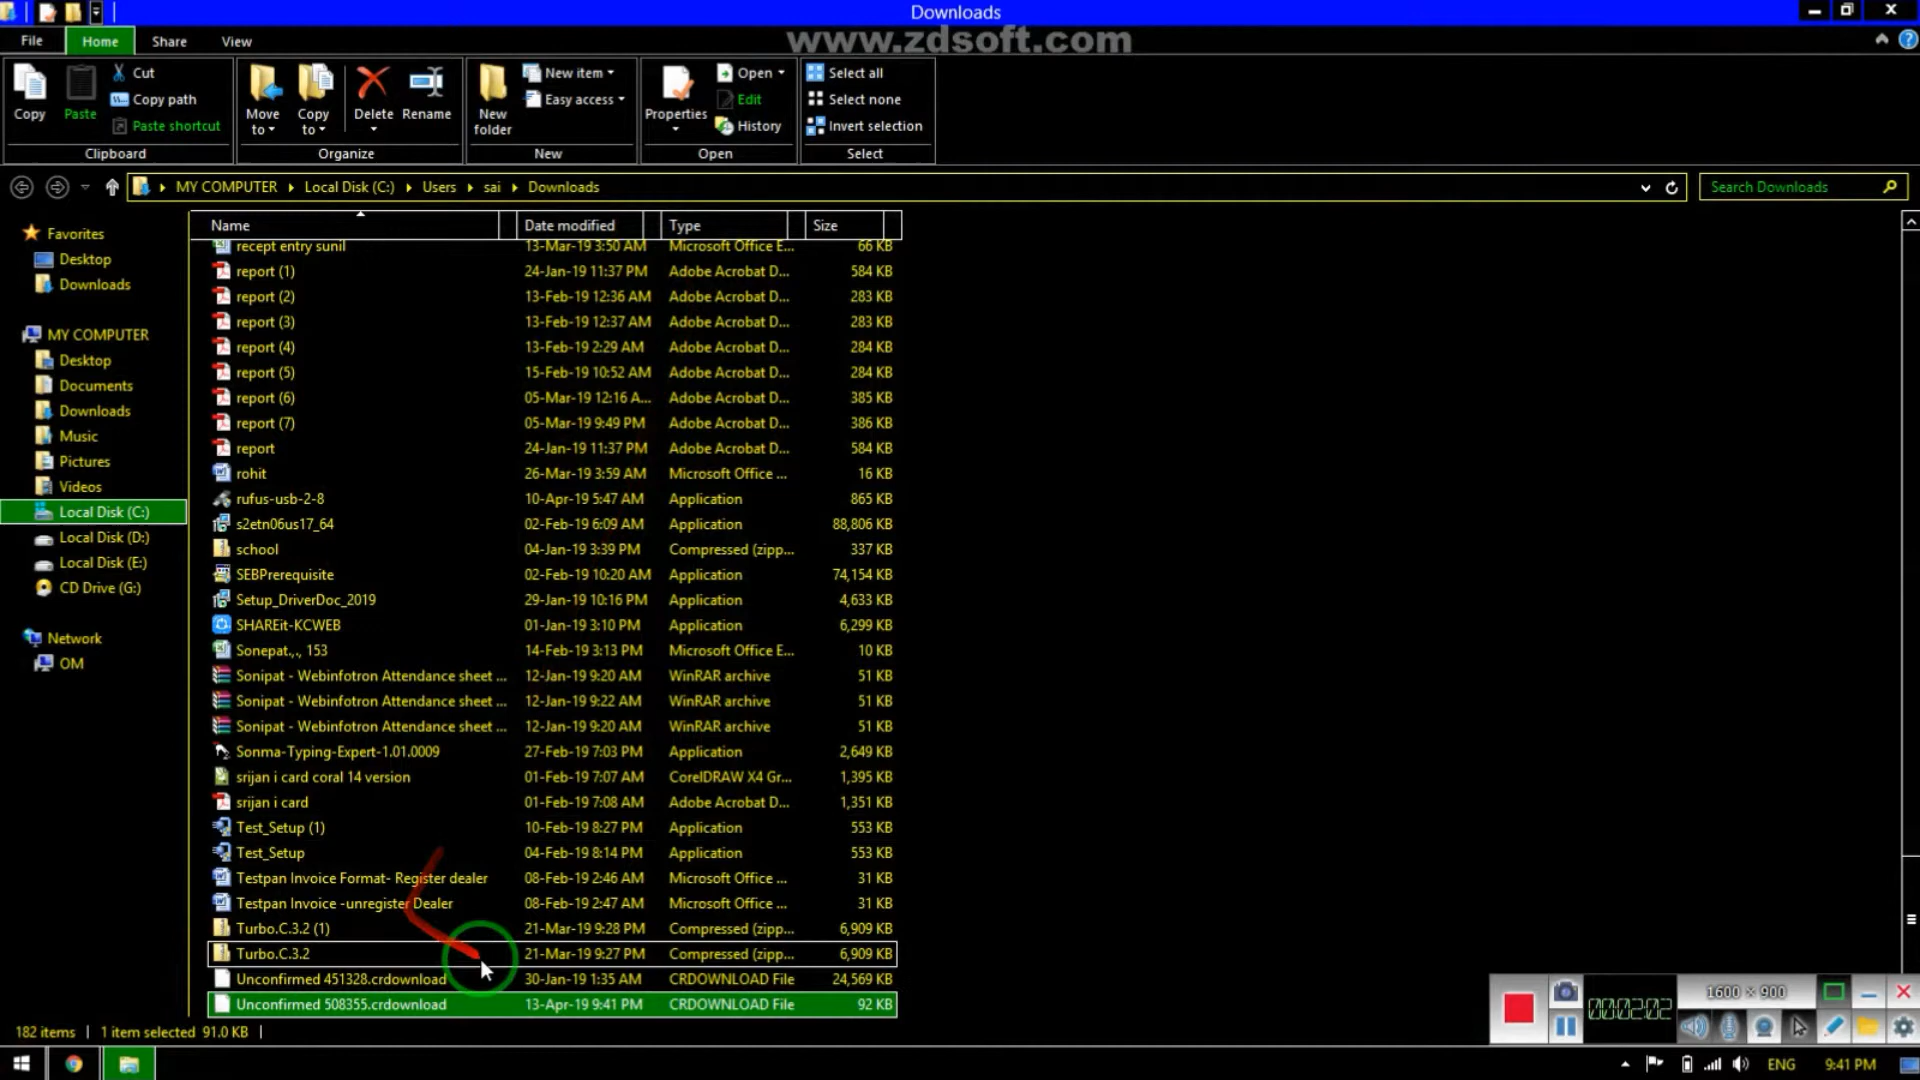 Downloads
www.zdsoft.com
File Home Share View
Copy
Paste
Cut
Copy path
Paste shortcut
Clipboard
Move to
Copy to
Delete
Rename
Organize
New folder
New item
Easy access
New
Properties
Open
Edit
History
Open
Select all
Select none
Invert selection
Select
MY COMPUTER Local Disk (C:) Users sai Downloads
Search Downloads
Favorites
Desktop
Downloads
MY COMPUTER
Desktop
Documents
Downloads
Music
Pictures
Videos
Local Disk (C:)
Local Disk (D:)
Local Disk (E:)
CD Drive (G:)
Network
OM
Name Date modified Type Size
recept entry sunil 13-Mar-19 3:50 AM Microsoft Office E... 66 KB
report (1) 24-Jan-19 11:37 PM Adobe Acrobat D... 584 KB
report (2) 13-Feb-19 12:36 AM Adobe Acrobat D... 283 KB
report (3) 13-Feb-19 12:37 AM Adobe Acrobat D... 283 KB
report (4) 13-Feb-19 2:29 AM Adobe Acrobat D... 284 KB
report (5) 15-Feb-19 10:52 AM Adobe Acrobat D... 284 KB
report (6) 05-Mar-19 12:16 A... Adobe Acrobat D... 385 KB
report (7) 05-Mar-19 9:49 PM Adobe Acrobat D... 386 KB
report 24-Jan-19 11:37 PM Adobe Acrobat D... 584 KB
rohit 26-Mar-19 3:59 AM Microsoft Office ... 16 KB
rufus-usb-2-8 10-Apr-19 5:47 AM Application 865 KB
s2etn06us17_64 02-Feb-19 6:09 AM Application 88,806 KB
school 04-Jan-19 3:39 PM Compressed (zipp... 337 KB
SEBPrerequisite 02-Feb-19 10:20 AM Application 74,154 KB
Setup_DriverDoc_2019 29-Jan-19 10:16 PM Application 4,633 KB
SHAREit-KCWEB 01-Jan-19 3:10 PM Application 6,299 KB
Sonepat.,., 153 14-Feb-19 3:13 PM Microsoft Office E... 10 KB
Sonipat - Webinfotron Attendance sheet ... 12-Jan-19 9:20 AM WinRAR archive 51 KB
Sonipat - Webinfotron Attendance sheet ... 12-Jan-19 9:22 AM WinRAR archive 51 KB
Sonipat - Webinfotron Attendance sheet ... 12-Jan-19 9:20 AM WinRAR archive 51 KB
Sonma-Typing-Expert-1.01.0009 27-Feb-19 7:03 PM Application 2,649 KB
srijan i card coral 14 version 01-Feb-19 7:07 AM CorelDRAW X4 Gr... 1,395 KB
srijan i card 01-Feb-19 7:08 AM Adobe Acrobat D... 1,351 KB
Test_Setup (1) 10-Feb-19 8:27 PM Application 553 KB
Test_Setup 04-Feb-19 8:14 PM Application 553 KB
Testpan Invoice Format- Register dealer 08-Feb-19 2:46 AM Microsoft Office ... 31 KB
Testpan Invoice -unregister Dealer 08-Feb-19 2:47 AM Microsoft Office ... 31 KB
Turbo.C.3.2 (1) 21-Mar-19 9:28 PM Compressed (zipp... 6,909 KB
Turbo.C.3.2 21-Mar-19 9:27 PM Compressed (zipp... 6,909 KB
Unconfirmed 451328.crdownload 30-Jan-19 1:35 AM CRDOWNLOAD File 24,569 KB
Unconfirmed 508355.crdownload 13-Apr-19 9:41 PM CRDOWNLOAD File 92 KB
182 items 1 item selected 91.0 KB
00:02:02
1600 × 900
ENG 9:41 PM